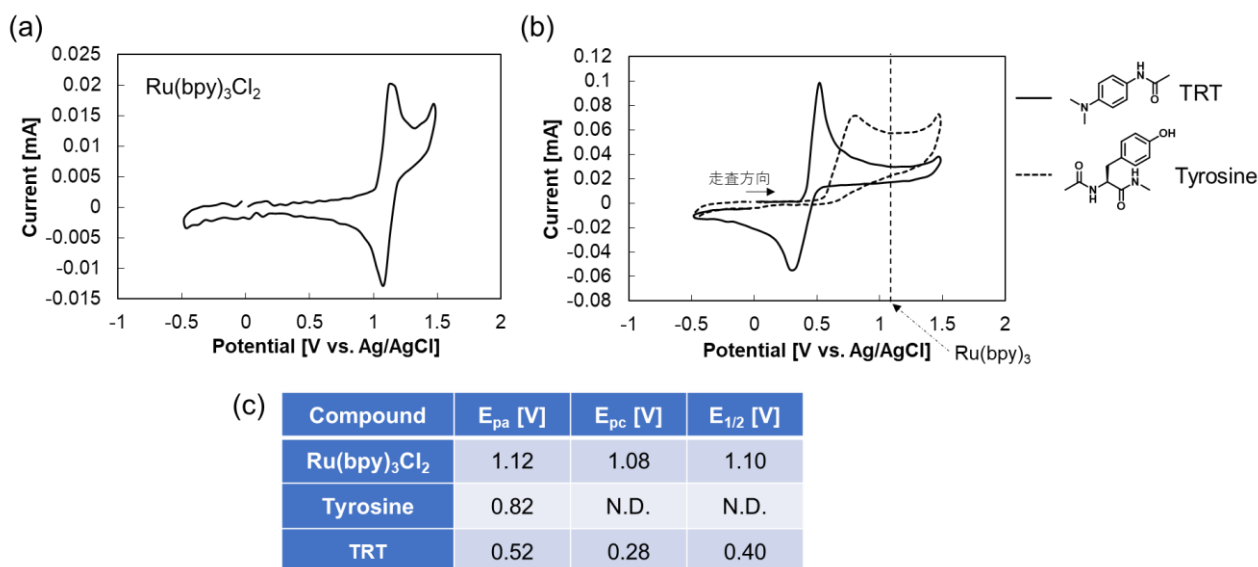 (a)
Ru(bpy)3Cl2
Current [mA]
0.025
0.02
0.015
0.01
0.005
0
-0.005
-0.01
-0.015
-1
-0.5
0
0.5
1
1.5
2
Potential [V vs. Ag/AgCl]
(b)
Current [mA]
0.12
0.1
0.08
0.06
0.04
0.02
0
-0.02
-0.04
-0.06
-0.08
走査方向
-1
-0.5
0
0.5
1
1.5
2
Potential [V vs. Ag/AgCl]
Ru(bpy)3
H
N
O
N
TRT
OH
O
N
H
H
N
O
Tyrosine
(c)
Compound Epa [V] Epc [V] E1/2 [V]
Ru(bpy)3Cl2 1.12 1.08 1.10
Tyrosine 0.82 N.D. N.D.
TRT 0.52 0.28 0.40